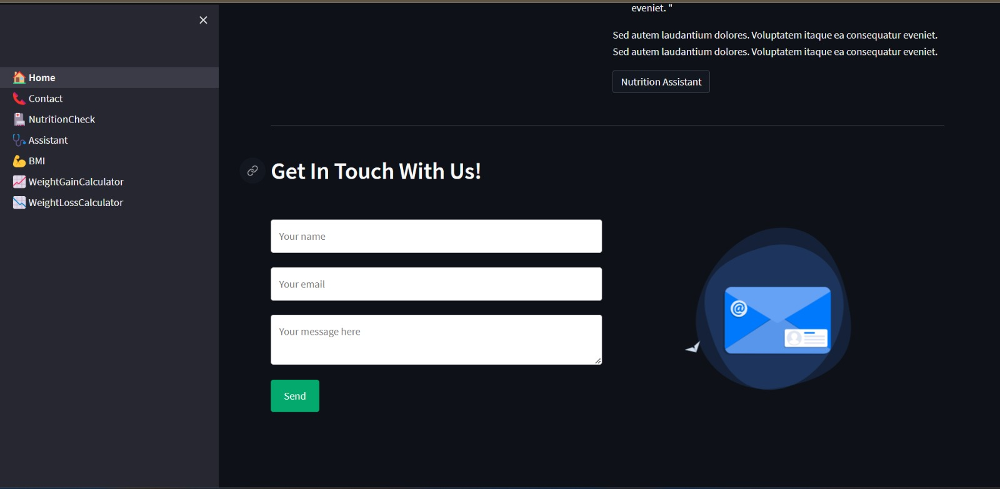 Home
Contact
NutritionCheck
Assistant
BMI
WeightGainCalculator
WeightLossCalculator
eveniet. "
Sed autem laudantium dolores. Voluptatem itaque ea consequatur eveniet.
Sed autem laudantium dolores. Voluptatem itaque ea consequatur eveniet.
Nutrition Assistant
Get In Touch With Us!
Your name
Your email
Your message here
Send
@